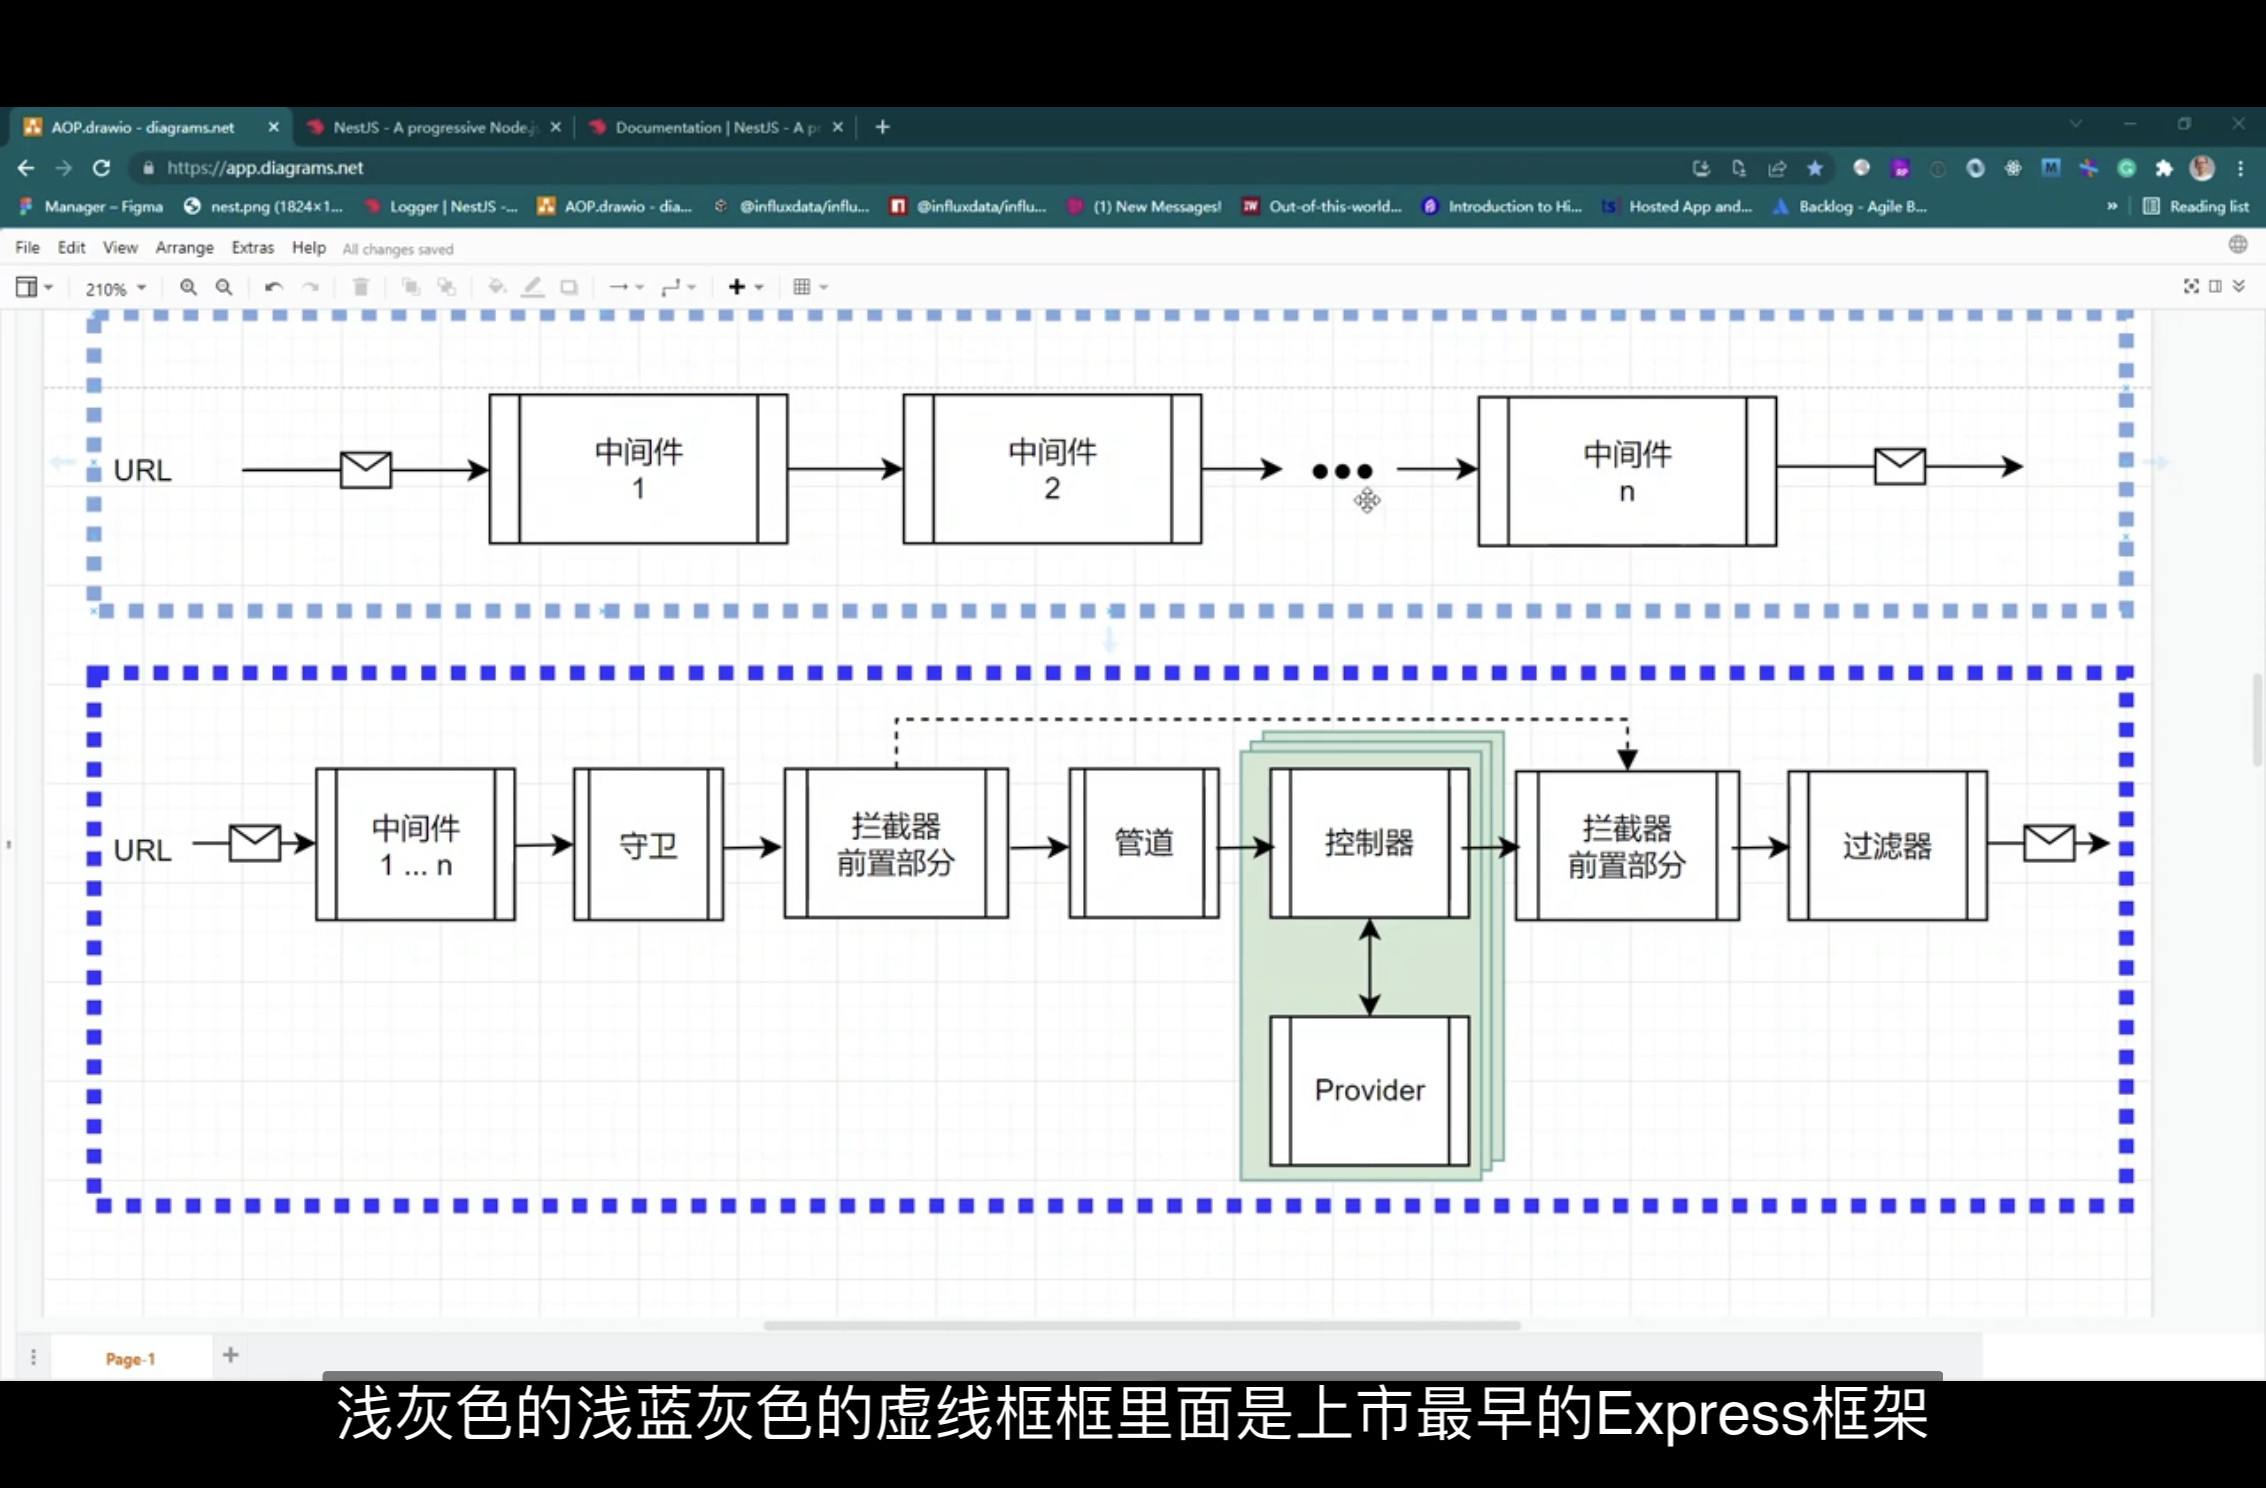 AOP.drawio - diagrams.net
NestJS - A progressive Node.js
Documentation | NestJS - A pr
https://app.diagrams.net
Manager – Figma
nest.png (1824×1...
Logger | NestJS -...
AOP.drawio - dia...
@influxdata/influ...
@influxdata/influ...
(1) New Messages!
Out-of-this-world...
Introduction to Hi...
Hosted App and...
Backlog - Agile B...
»
Reading list
File
Edit
View
Arrange
Extras
Help
All changes saved
210%
URL
中间件
1
中间件
2
中间件
n
URL
中间件
1 ... n
守卫
拦截器
前置部分
管道
控制器
拦截器
前置部分
过滤器
Provider
Page-1
浅灰色的浅蓝灰色的虚线框框里面是上市最早的Express框架